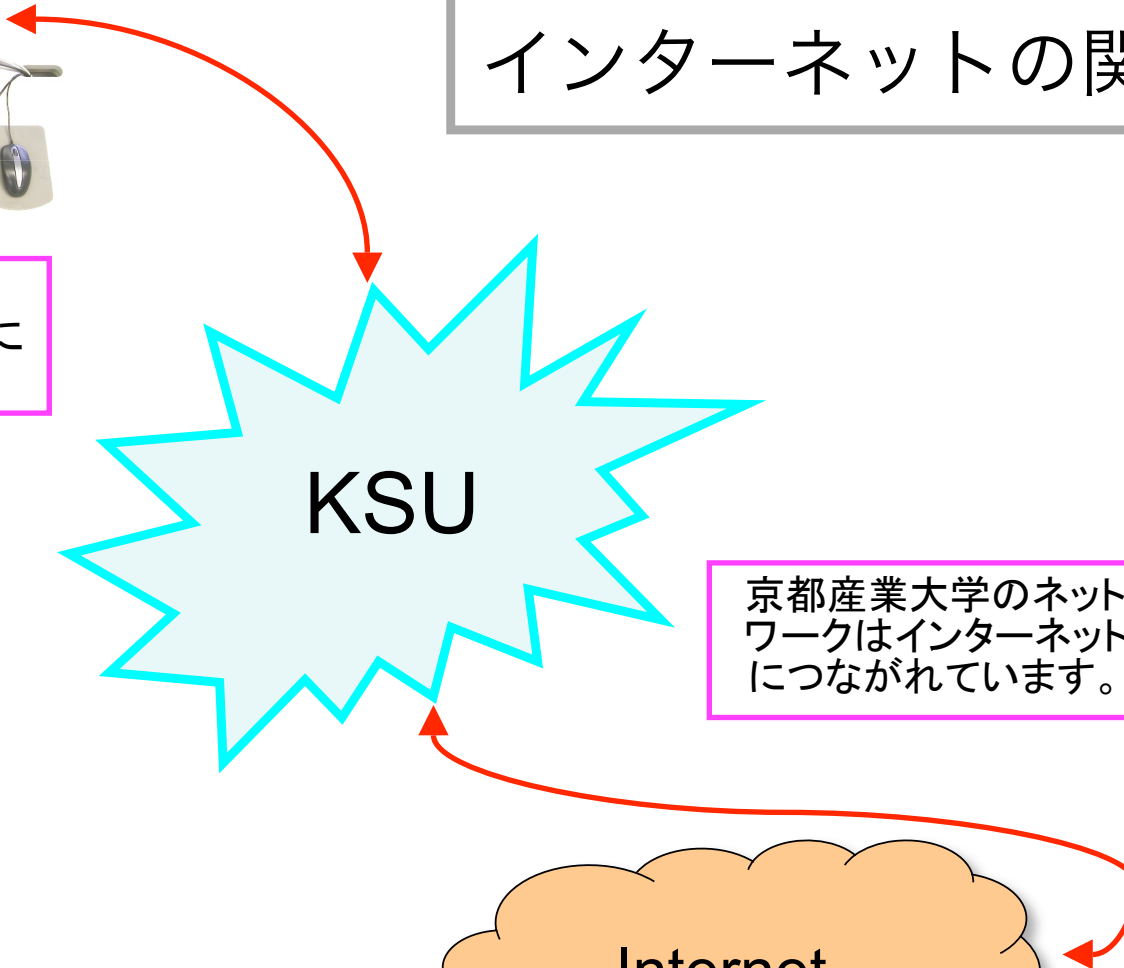 インターネットの関
に
KSU
京都産業大学のネット
ワークはインターネット
につながれています。
Internet